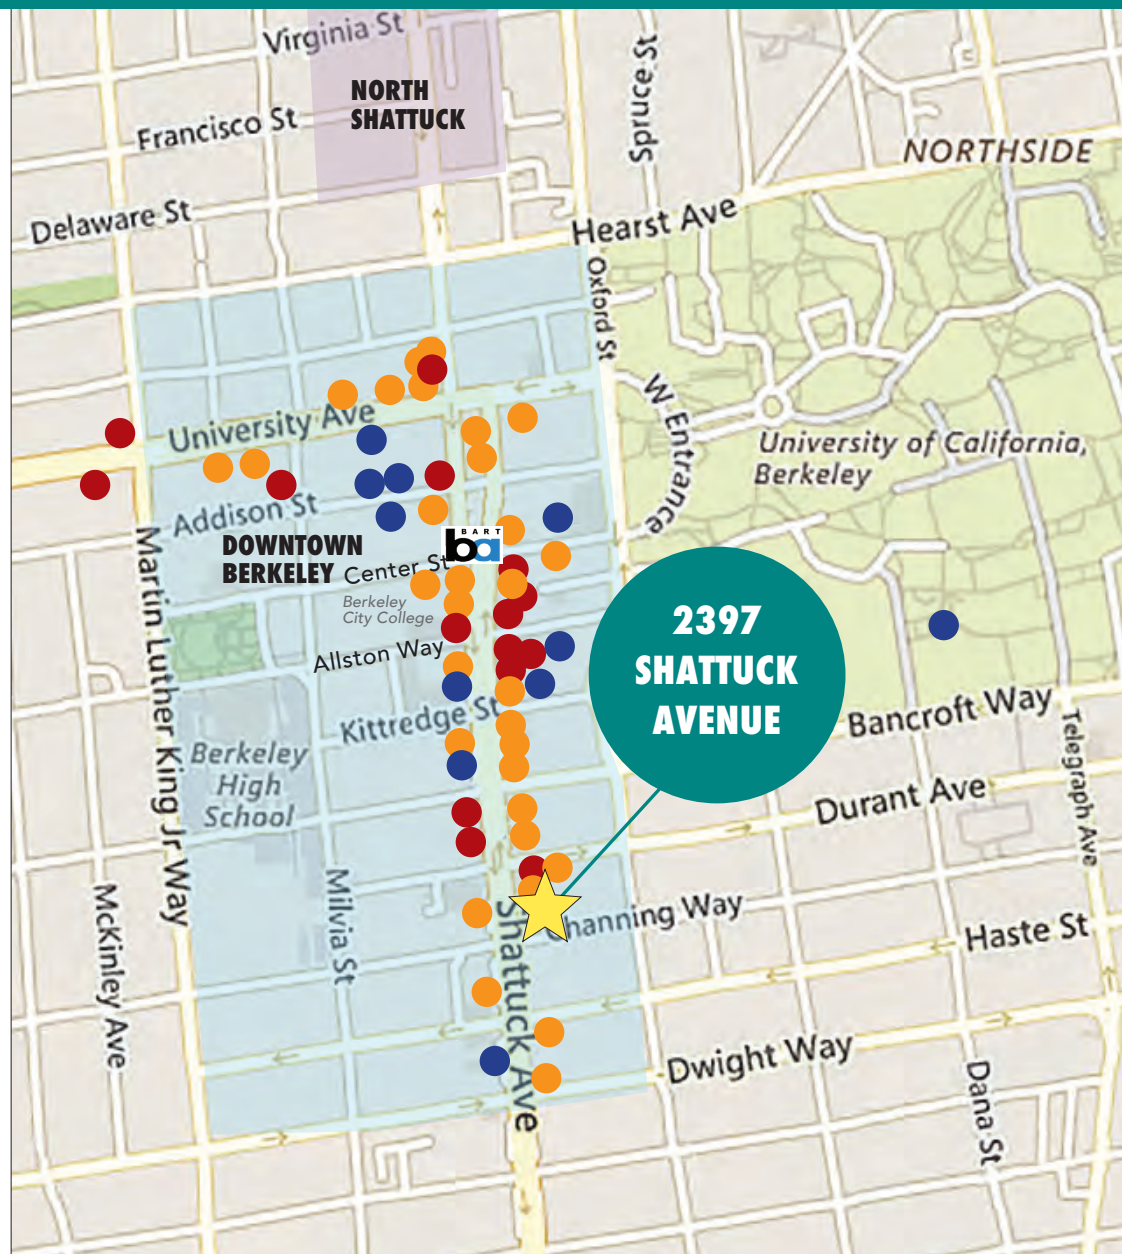 Virginia St
NORTH
SHATTUCK
Spruce St
Francisco St
NORTHSIDE
Delaware St
Hearst Ave
Oxford St
W Entrance
University Ave
University of California,
Berkeley
Addison St
BART
ba
DOWNTOWN
BERKELEY
Center St
Berkeley
City College
Martin Luther King Jr Way
2397
SHATTUCK
AVENUE
Allston Way
Kittredge St
Bancroft Way
Telegraph Ave
Berkeley
High
School
Durant Ave
McKinley Ave
Milvia St
Shattuck Ave
Channing Way
Haste St
Dwight Way
Dana St